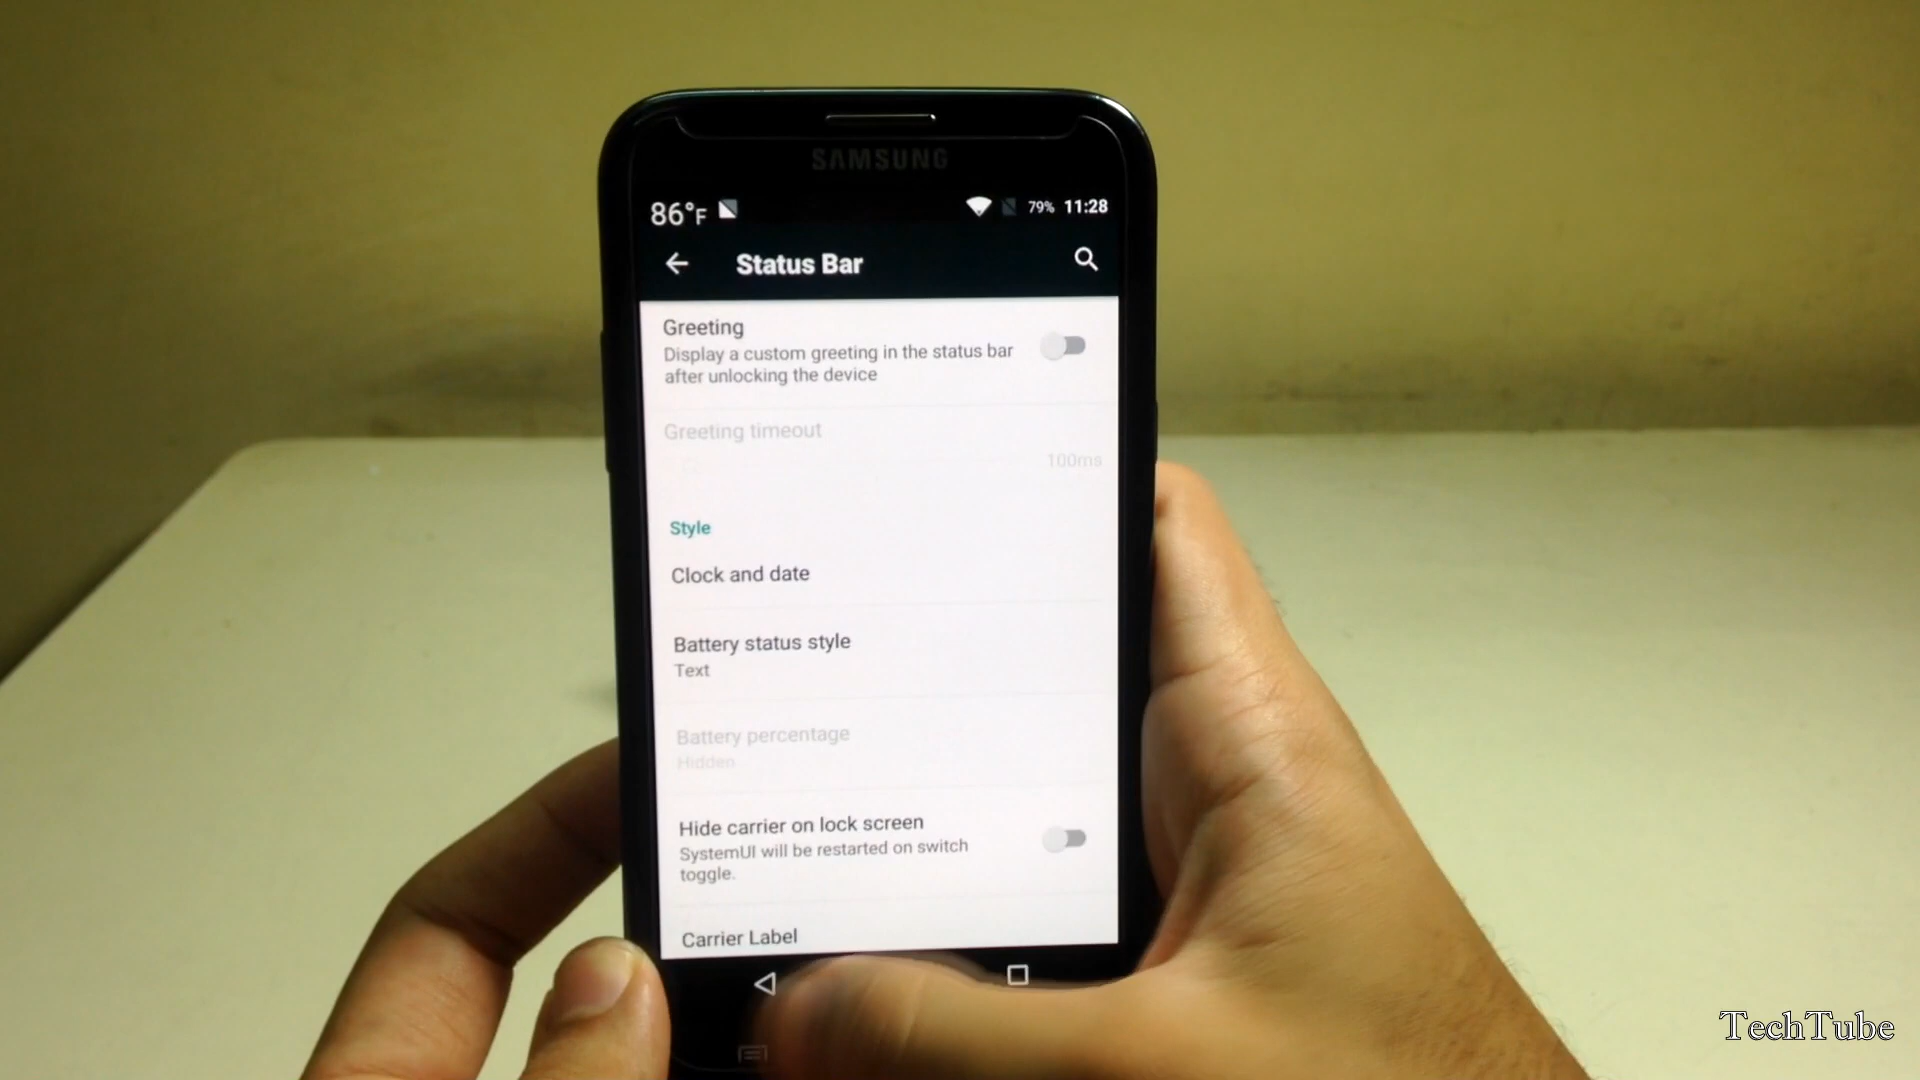 SAMSUNG
86°F
79% 11:28
Status Bar
Greeting
Display a custom greeting in the status bar
after unlocking the device
Greeting timeout
100ms
Style
Clock and date
Battery status style
Text
Battery percentage
Hidden
Hide carrier on lock screen
SystemUI will be restarted on switch
toggle.
Carrier Label
TechTube